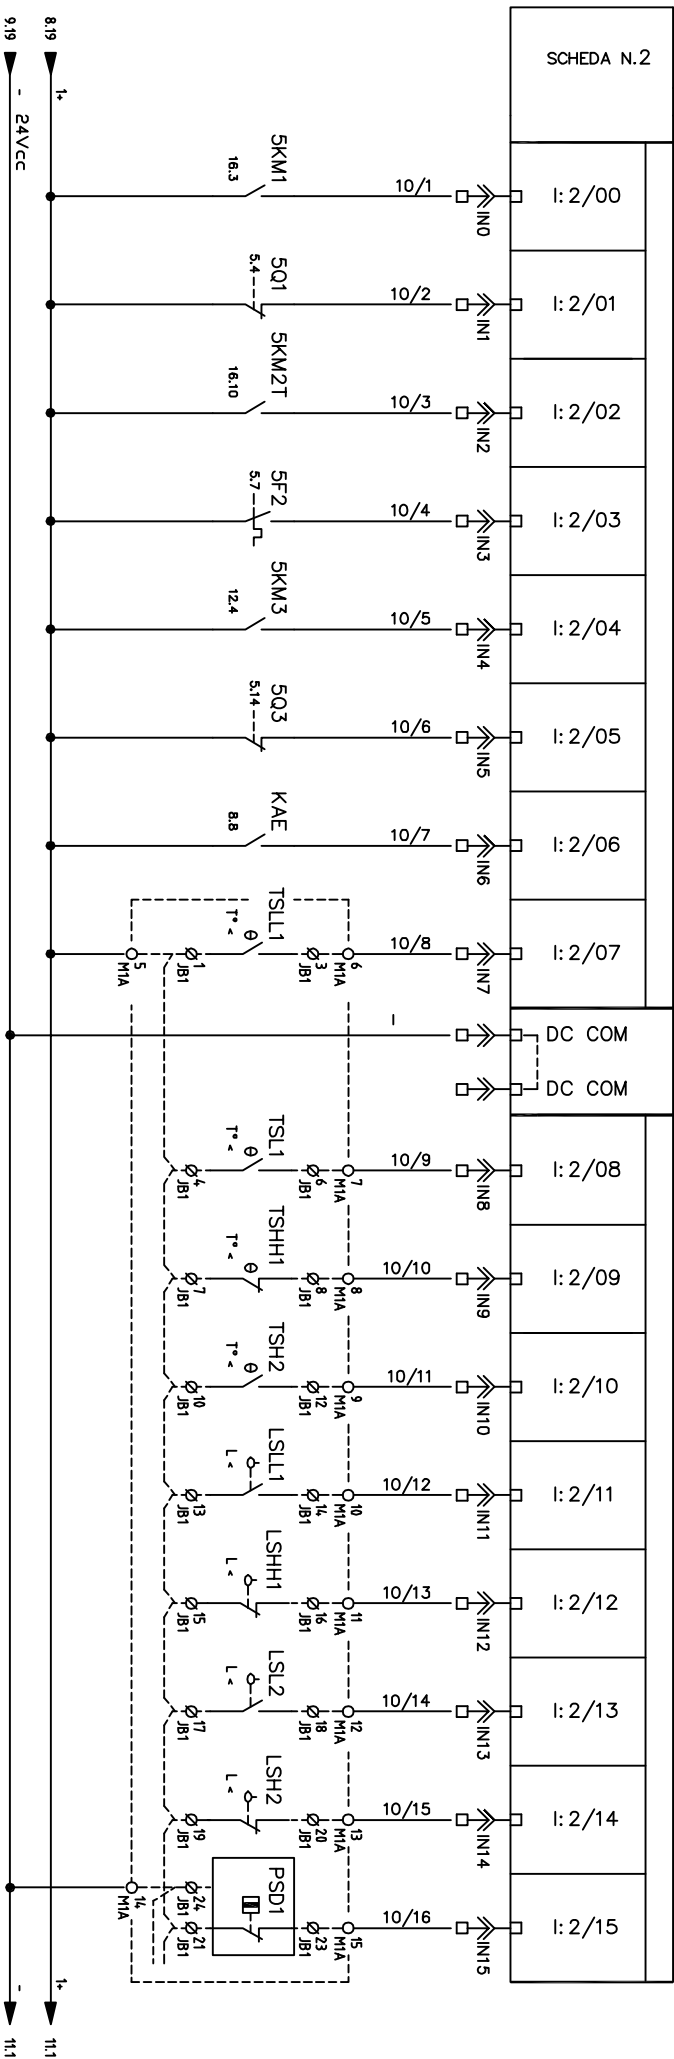 SCHEDA N.2
9.19
8.19
1+
- 24Vcc
5KM1
16.3
10/1
IN0
I:2/00
5Q1
5.4
10/2
IN1
I:2/01
5KM2T
16.10
10/3
IN2
I:2/02
5F2
5.7
10/4
IN3
I:2/03
5KM3
12.4
10/5
IN4
I:2/04
5Q3
5.14
10/6
IN5
I:2/05
KAE
8.8
10/7
IN6
I:2/06
TSLL1
T° <
θ
5
M1A
1
JB1
3
JB1
6
M1A
10/8
IN7
I:2/07
-
DC COM
DC COM
TSL1
T° <
θ
4
JB1
6
JB1
7
M1A
10/9
IN8
I:2/08
TSHH1
T° <
θ
7
JB1
8
JB1
8
M1A
10/10
IN9
I:2/09
TSH2
T° <
θ
10
JB1
12
JB1
9
M1A
10/11
IN10
I:2/10
LSLL1
L <
13
JB1
14
JB1
10
M1A
10/12
IN11
I:2/11
LSHH1
L <
15
JB1
16
JB1
11
M1A
10/13
IN12
I:2/12
LSL2
L <
17
JB1
18
JB1
12
M1A
10/14
IN13
I:2/13
LSH2
L <
19
JB1
20
JB1
13
M1A
10/15
IN14
I:2/14
PSD1
14
M1A
24
JB1
21
JB1
23
JB1
15
M1A
10/16
IN15
I:2/15
1+
-
11.1
11.1